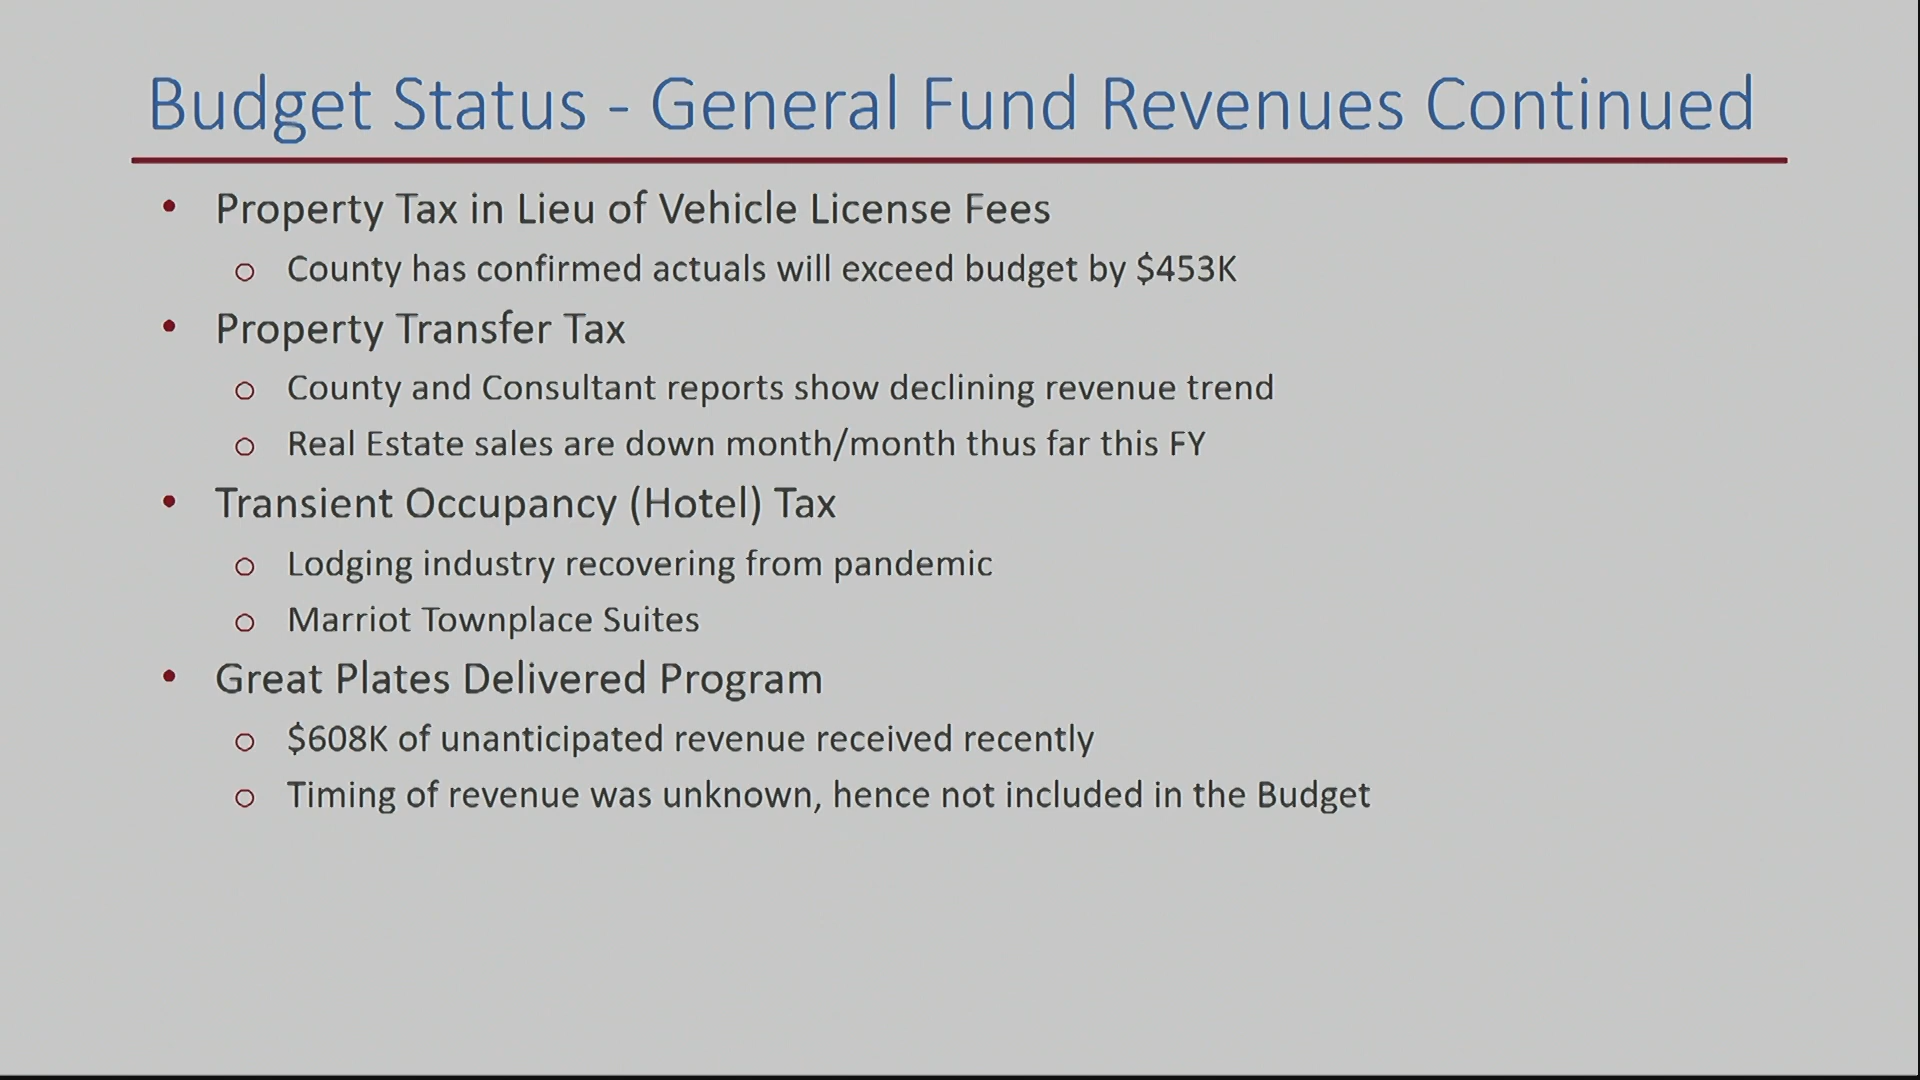 Budget Status - General Fund Revenues Continued
• Property Tax in Lieu of Vehicle License Fees
o County has confirmed actuals will exceed budget by $453K
• Property Transfer Tax
o County and Consultant reports show declining revenue trend
o Real Estate sales are down month/month thus far this FY
• Transient Occupancy (Hotel) Tax
o Lodging industry recovering from pandemic
o Marriot Townplace Suites
• Great Plates Delivered Program
o $608K of unanticipated revenue received recently
o Timing of revenue was unknown, hence not included in the Budget